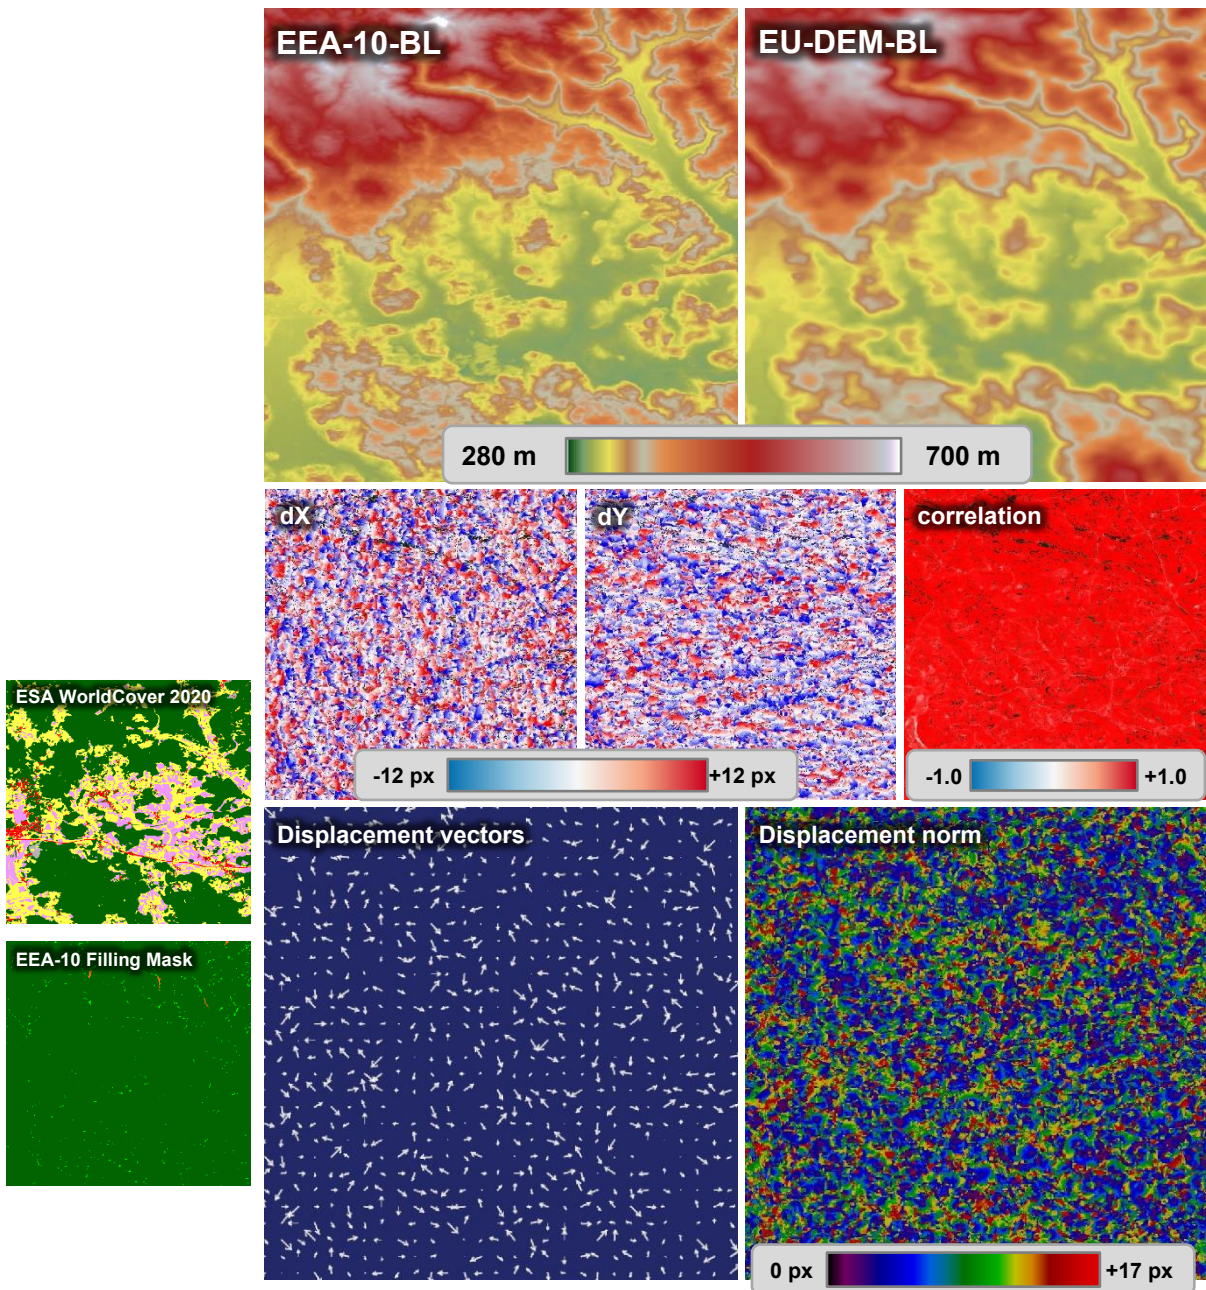 EEA-10-BL
EU-DEM-BL
280 m
700 m
dX
dY
correlation
-12 px
+12 px
-1.0
+1.0
ESA WorldCover 2020
Displacement vectors
Displacement norm
EEA-10 Filling Mask
0 px
+17 px